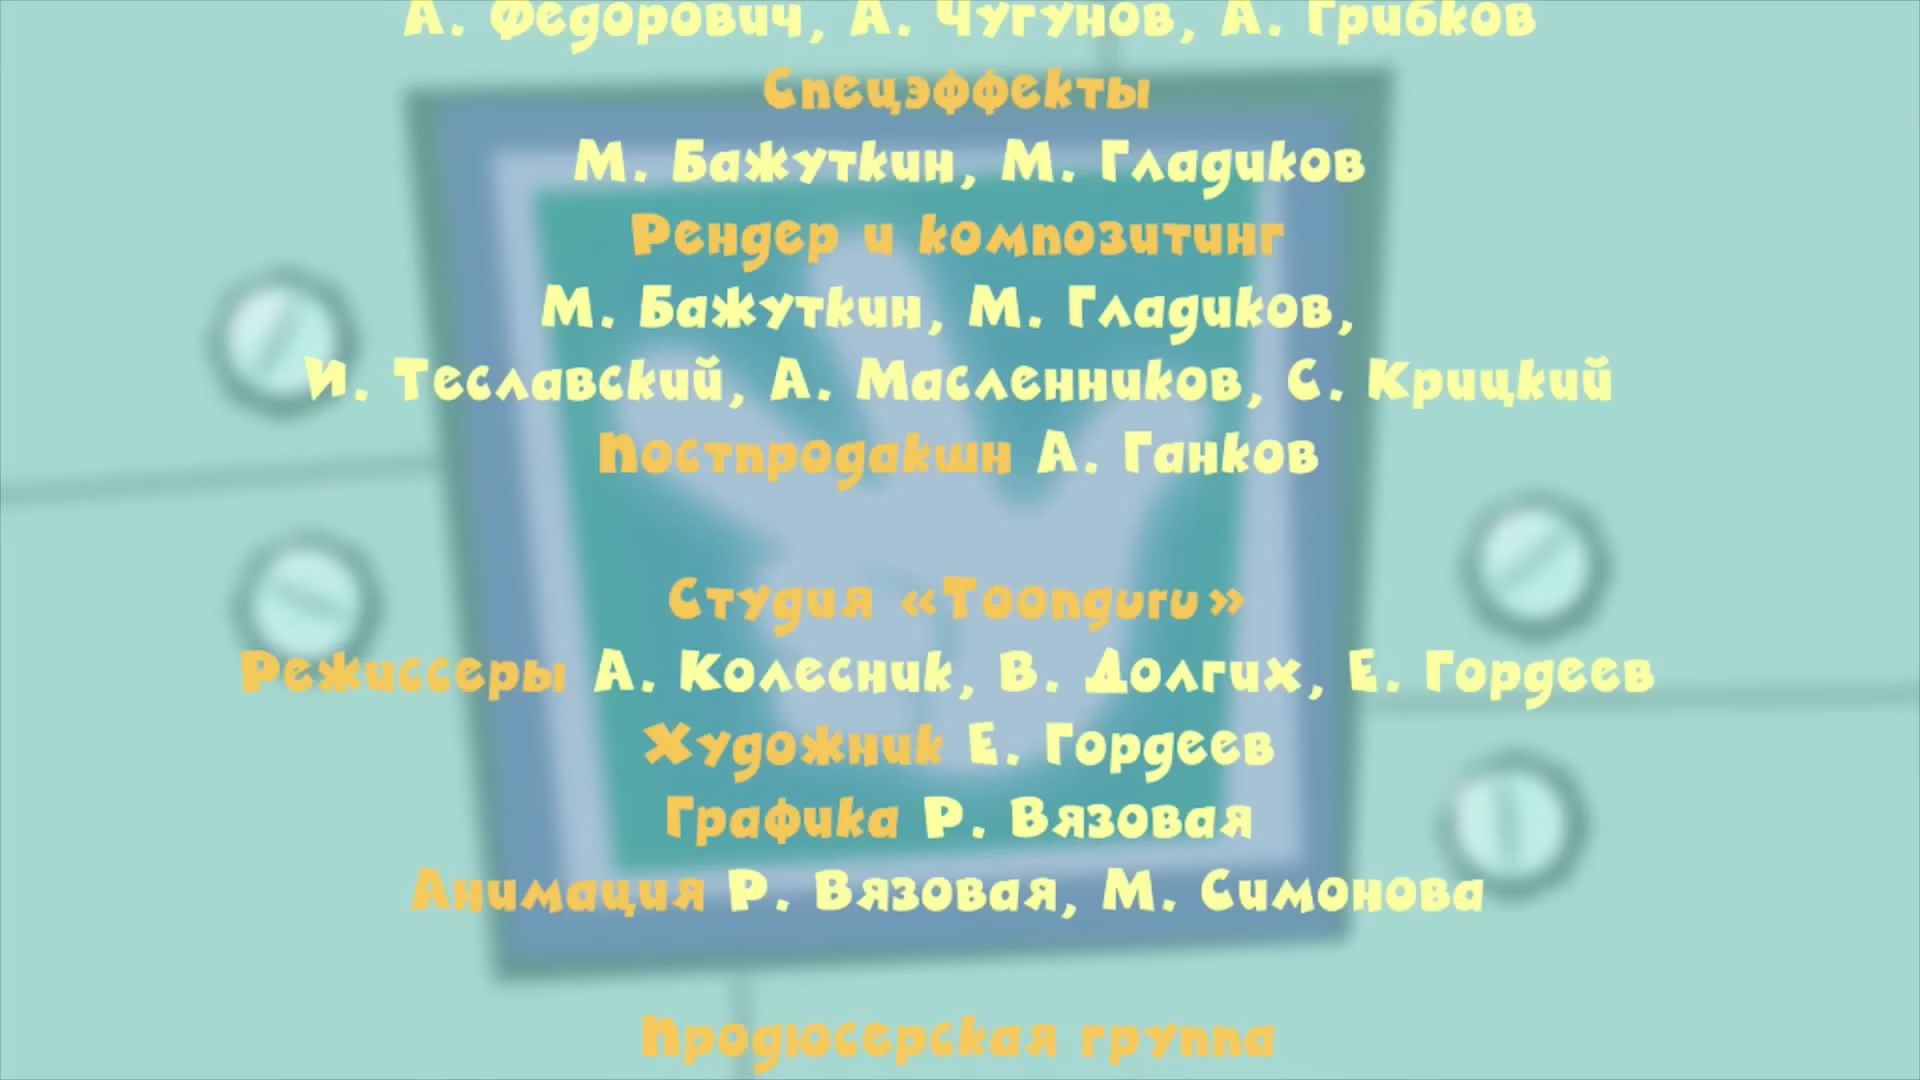 А. Федорович, А. Чугунов, А. Грибков
Спецэффекты
М. Бажуткин, М. Гладиков
Рендер и композитинг
М. Бажуткин, М. Гладиков,
И. Теславский, А. Масленников, С. Крицкий
Постпродакшн А. Ганков
Студия «Toonguru»
Режиссеры А. Колесник, В. Долгих, Е. Гордеев
Художник Е. Гордеев
Графика Р. Вязовая
Анимация Р. Вязовая, М. Симонова
Продюсерская группа